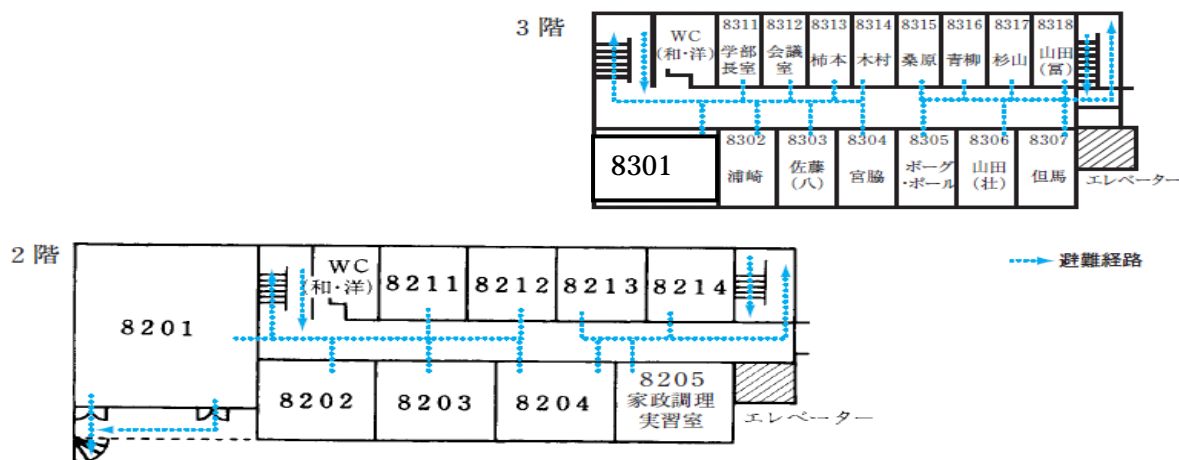 3階
WC
(和・洋)
8311
学部
長室
8312
会議
室
8313
柿本
8314
木村
8315
桑原
8316
青柳
8317
杉山
8318
山田
(冨)
8301
8302
浦崎
8303
佐藤
(八)
8304
宮脇
8305
ボーグ
・ポール
8306
山田
(壮)
8307
但馬
エレベーター
2階
避難経路
8201
WC
(和・洋)
8211
8212
8213
8214
8202
8203
8204
8205
家政調理
実習室
エレベーター